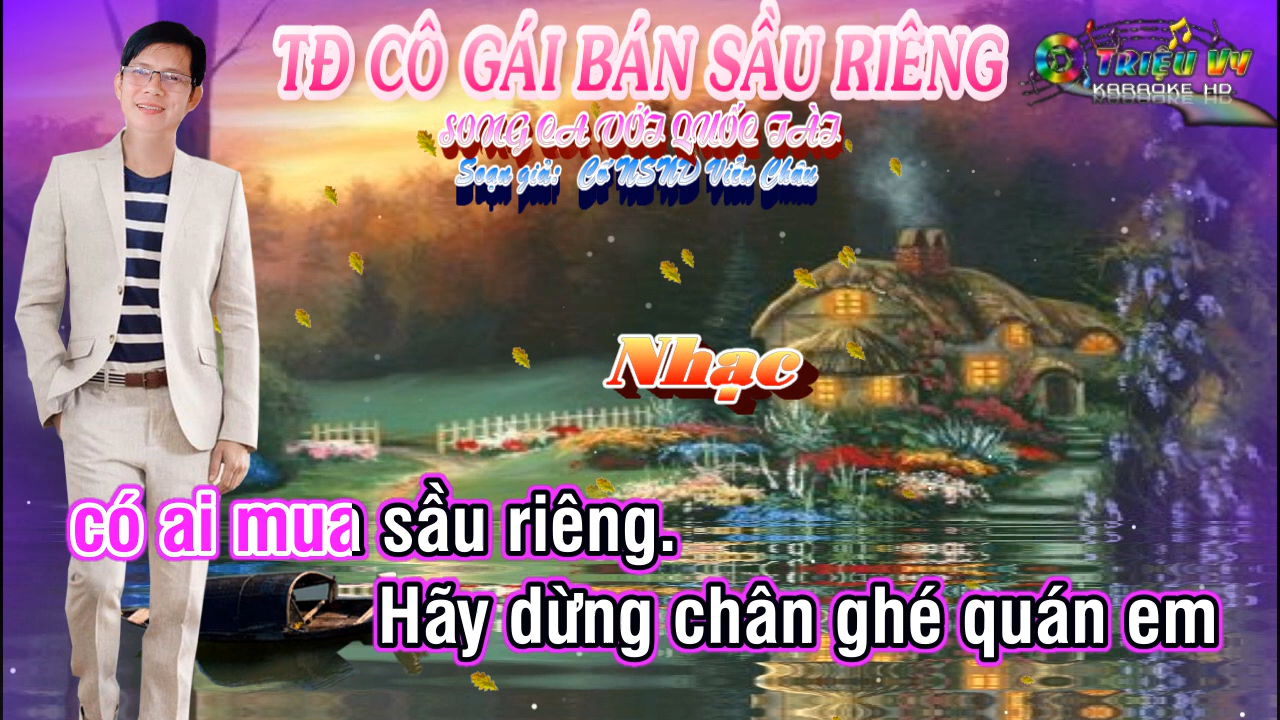 TĐ CÔ GÁI BÁN SẦU RIÊNG
TRIỆU VY
KARAOKE HD
SONG CA VỚI QUỐC TÀI
Soạn giả: Cố NSND Viễn Châu
Nhạc
có ai mua sầu riêng.
Hãy dừng chân ghé quán em